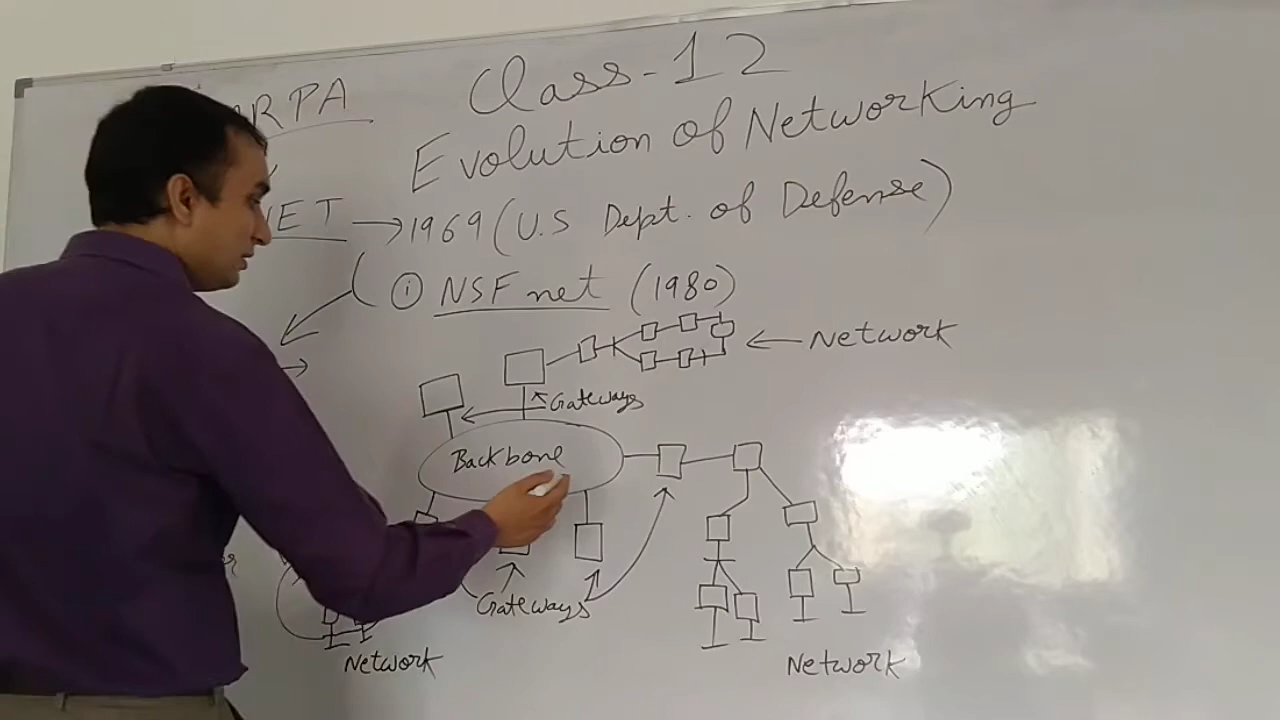 RPA
Class-12
Evolution of Networking
NET → 1969 (U.S Dept. of Defense)
① NSFnet (1980)
← Network
Gateways
Backbone
Gateways
Network
Network